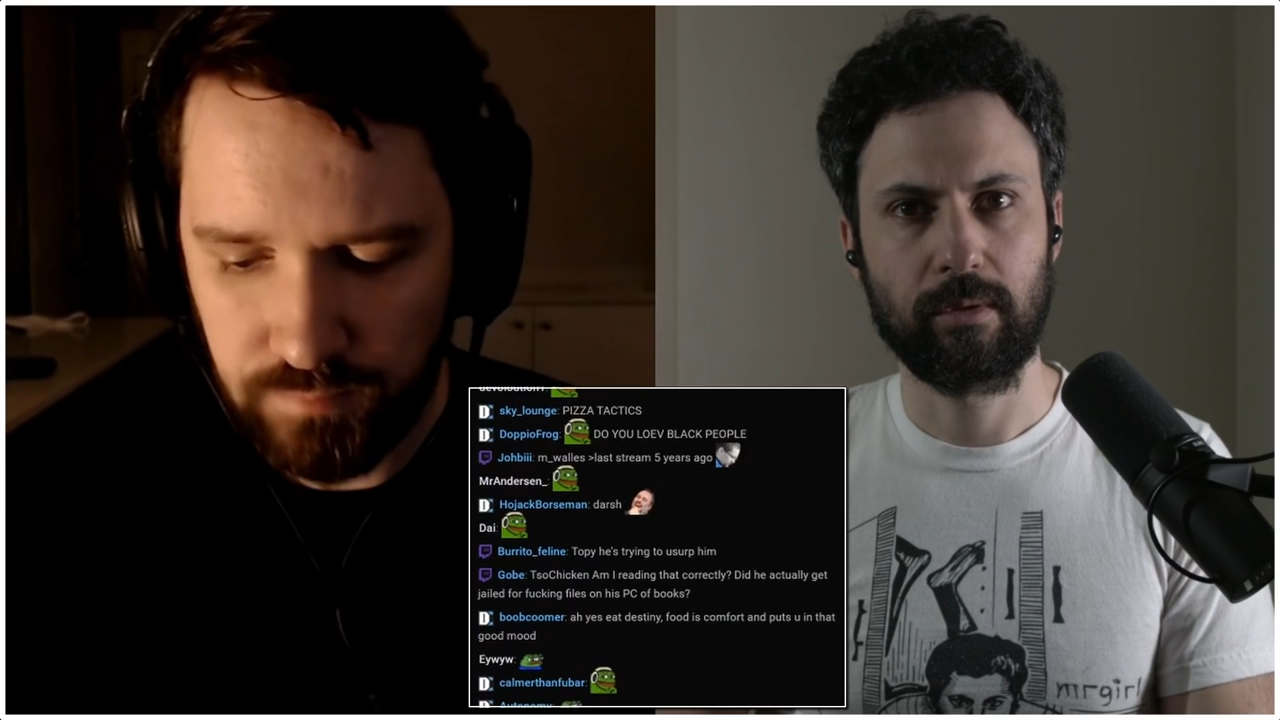 devolution1:
sky_lounge: PIZZA TACTICS
DoppioFrog: DO YOU LOEV BLACK PEOPLE
Johbiii: m_walles >last stream 5 years ago
MrAndersen_:
HojackBorseman: darsh
Dai:
Burrito_feline: Topy he's trying to usurp him
Gobe: TsoChicken Am I reading that correctly? Did he actually get
jailed for fucking files on his PC of books?
boobcoomer: ah yes eat destiny, food is comfort and puts u in that
good mood
Eywyw:
calmerthanfubar:
Autonomy:
mrgirl